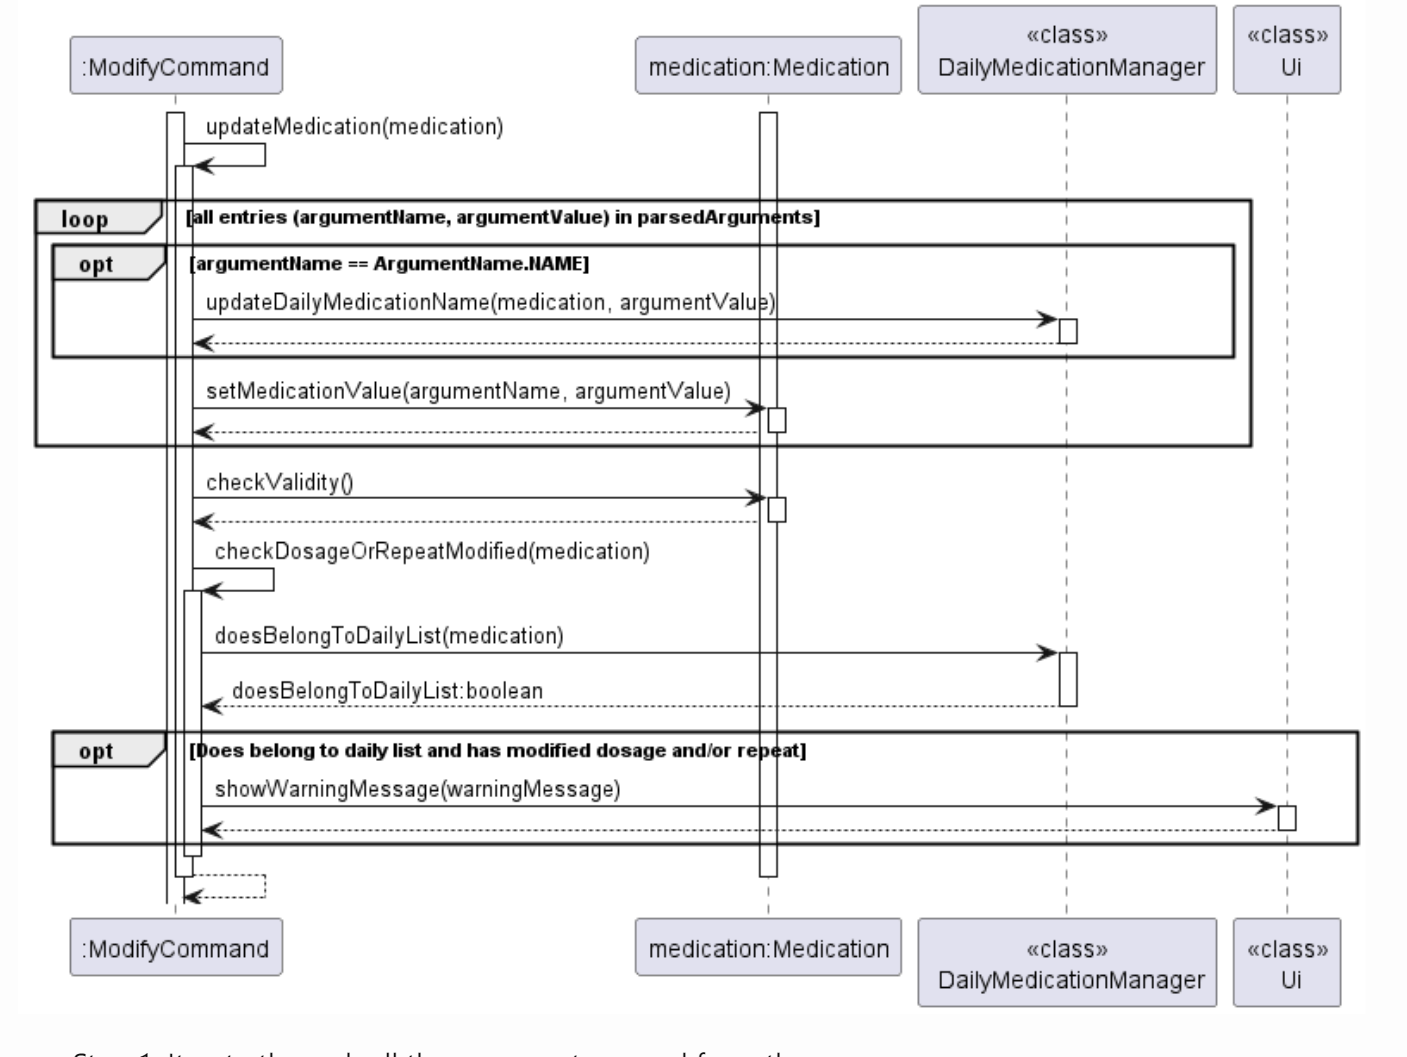 «class» «class»
:ModifyCommand medication:Medication DailyMedicationManager Ui
updateMedication(medication)
loop [all entries (argumentName, argumentValue) in parsedArguments]
opt [argumentName == ArgumentName.NAME]
updateDailyMedicationName(medication, argumentValue)
setMedicationValue(argumentName, argumentValue)
checkValidity()
checkDosageOrRepeatModified(medication)
doesBelongToDailyList(medication)
doesBelongToDailyList:boolean
opt [Does belong to daily list and has modified dosage and/or repeat]
showWarningMessage(warningMessage)
«class» «class»
:ModifyCommand medication:Medication DailyMedicationManager Ui